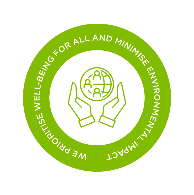 WE PRIORITISE WELL-BEING FOR ALL AND MINIMISE ENVIRONMENTAL IMPACT